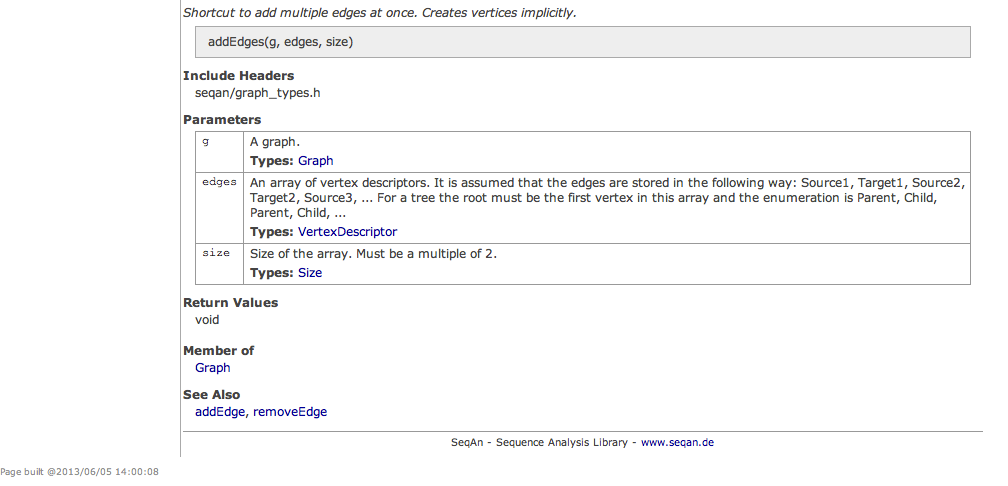 Shortcut to add multiple edges at once. Creates vertices implicitly.
addEdges(g, edges, size)
Include Headers
seqan/graph_types.h
Parameters
g
A graph.
Types: Graph
edges
An array of vertex descriptors. It is assumed that the edges are stored in the following way: Source1, Target1, Source2,
Target2, Source3, ... For a tree the root must be the first vertex in this array and the enumeration is Parent, Child,
Parent, Child, ...
Types: VertexDescriptor
size
Size of the array. Must be a multiple of 2.
Types: Size
Return Values
void
Member of
Graph
See Also
addEdge, removeEdge
SeqAn - Sequence Analysis Library - www.seqan.de
Page built @2013/06/05 14:00:08